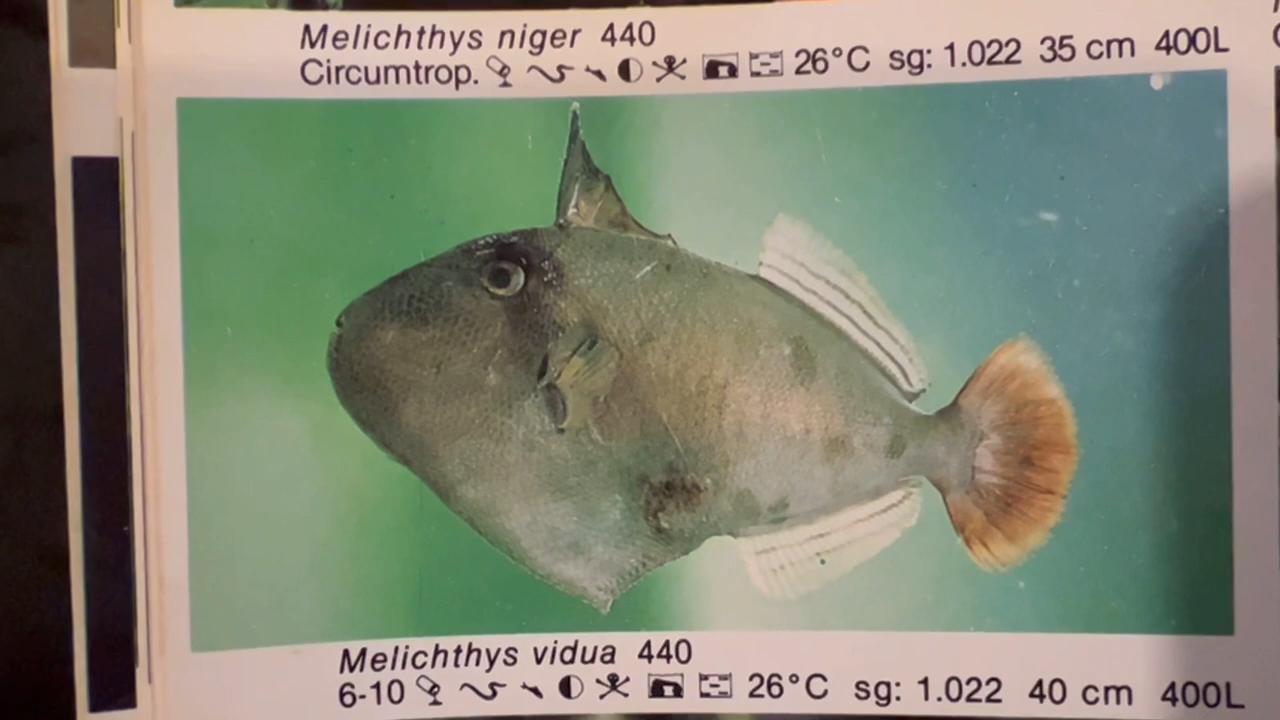 Melichthys niger 440
Circumtrop. 26°C sg: 1.022 35 cm 400L
Melichthys vidua 440
6-10 26°C sg: 1.022 40 cm 400L